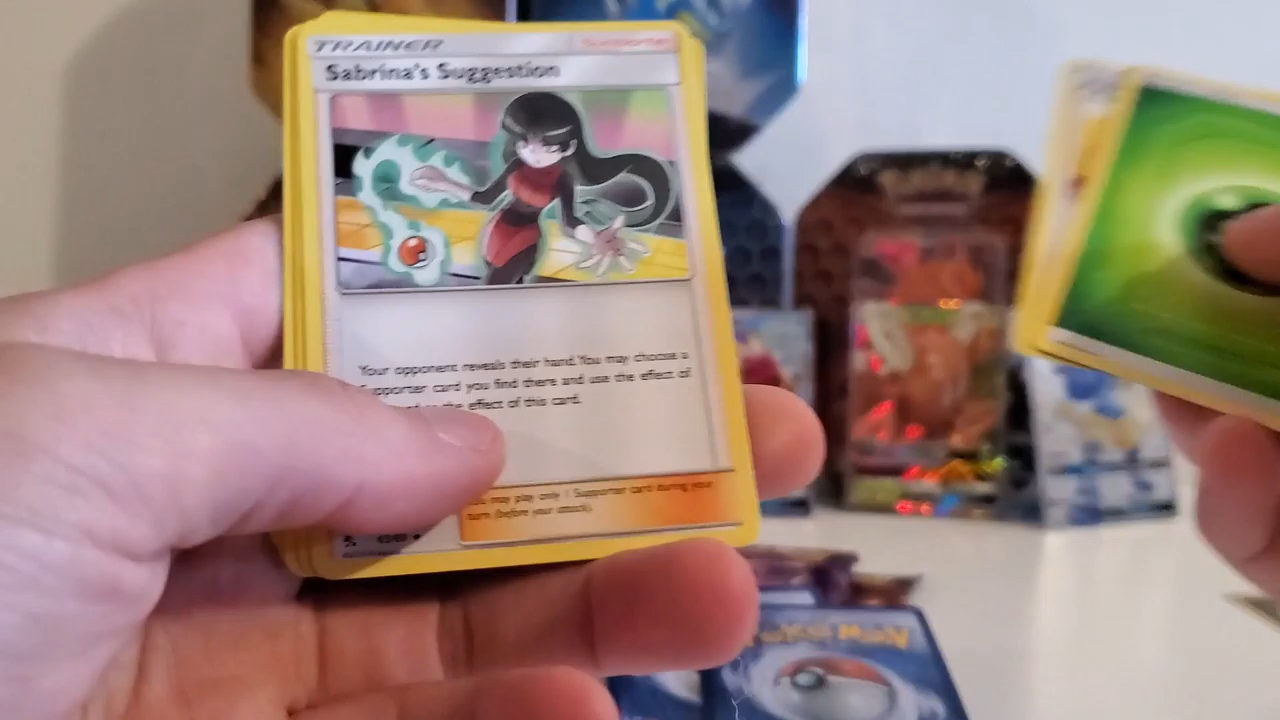 TRAINER
Supporter
Sabrina's Suggestion
Your opponent reveals their hand. You may choose a
Supporter card you find there and use the effect of
the effect of this card.
may play only 1 Supporter card during your
turn (before your attack).
POKéMON